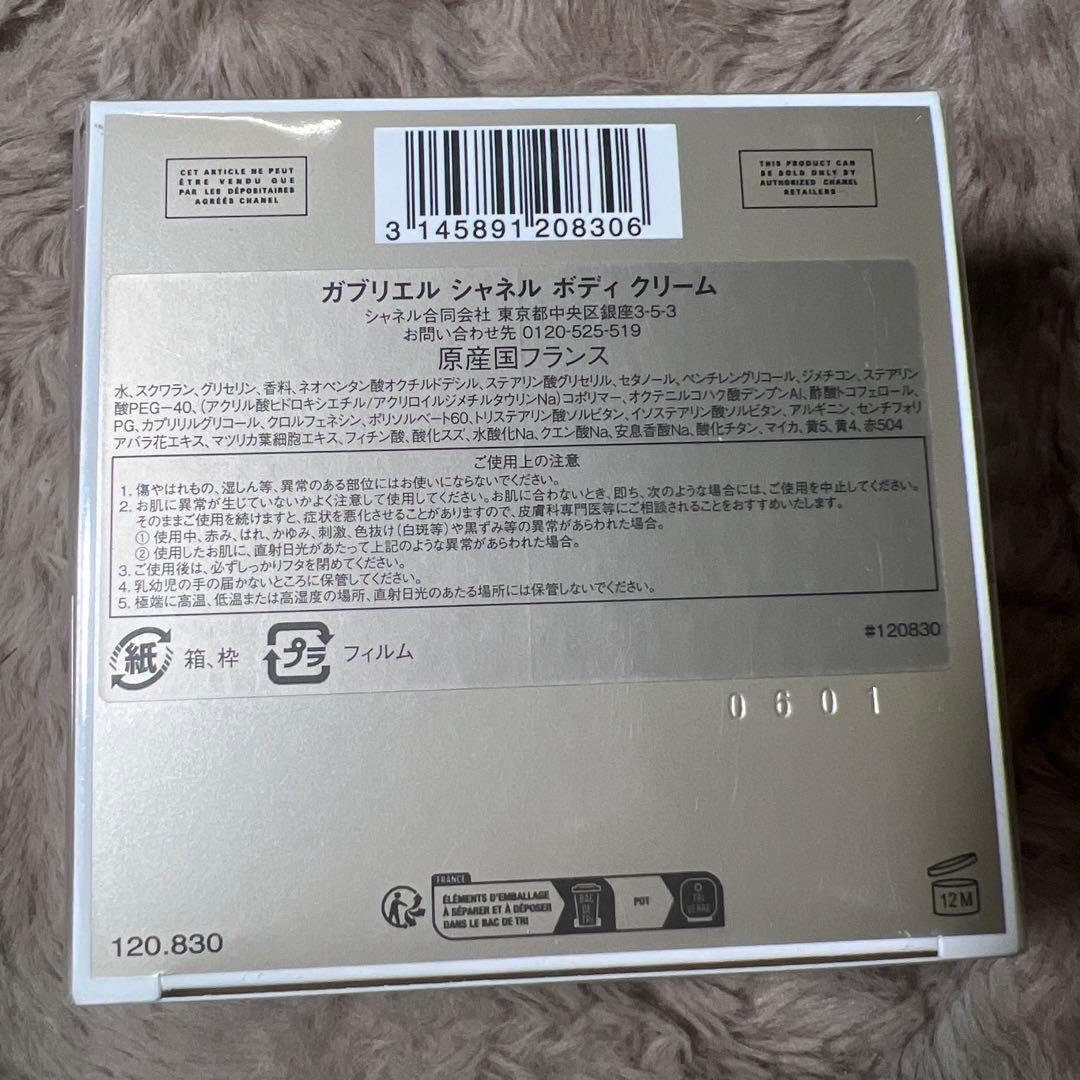 CET ARTICLE NE PEUT
ÊTRE VENDU QUE
PAR LES DÉPOSITAIRES
AGRÉÉS CHANEL
3 145891 208306
THIS PRODUCT CAN
BE SOLD ONLY BY
AUTHORIZED CHANEL
RETAILERS
ガブリエル シャネル ボディ クリーム
シャネル合同会社 東京都中央区銀座3-5-3
お問い合わせ先 0120-525-519
原産国フランス
水、スクワラン、グリセリン、香料、ネオペンタン酸オクチルドデシル、ステアリン酸グリセリル、セタノール、ペンチレングリコール、ジメチコン、ステアリン
酸PEG-40、(アクリル酸ヒドロキシエチル/アクリロイルジメチルタウリンNa)コポリマー、オクテニルコハク酸デンプンAl、酢酸トコフェロール、
PG、カプリリルグリコール、クロルフェネシン、ポリソルベート60、トリステアリン酸ソルビタン、イソステアリン酸ソルビタン、アルギニン、センチフォリ
アバラ花エキス、マツリカ葉細胞エキス、フィチン酸、酸化スズ、水酸化Na、クエン酸Na、安息香酸Na、酸化チタン、マイカ、黄5、黄4、赤504
ご使用上の注意
1. 傷やはれもの、湿しん等、異常のある部位にはお使いにならないでください。
2. お肌に異常が生じていないかよく注意して使用してください。お肌に合わないとき、即ち、次のような場合には、ご使用を中止してください。
そのままご使用を続けますと、症状を悪化させることがありますので、皮膚科専門医等にご相談されることをおすすめいたします。
① 使用中、赤み、はれ、かゆみ、刺激、色抜け(白斑等)や黒ずみ等の異常があらわれた場合。
② 使用したお肌に、直射日光があたって上記のような異常があらわれた場合。
3. ご使用後は、必ずしっかりフタを閉めてください。
4. 乳幼児の手の届かないところに保管してください。
5. 極端に高温、低温または高湿度の場所、直射日光のあたる場所には保管しないでください。
#120830
紙 箱、枠 プラ フィルム
0601
FRANCE
ÉLÉMENTS D'EMBALLAGE
À SÉPARER ET À DÉPOSER
DANS LE BAC DE TRI
BAC
DE
TRI
POT
TRI
VERRE
12 M
120.830